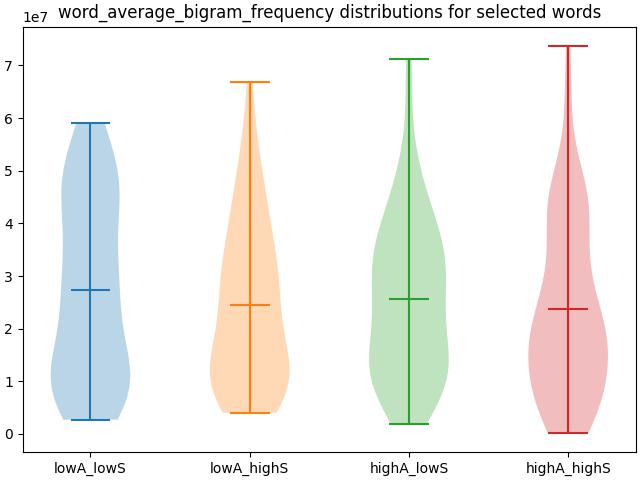 word_average_bigram_frequency distributions for selected words
1e7
7
6
5
4
3
2
1
0
lowA_lowS lowA_highS highA_lowS highA_highS